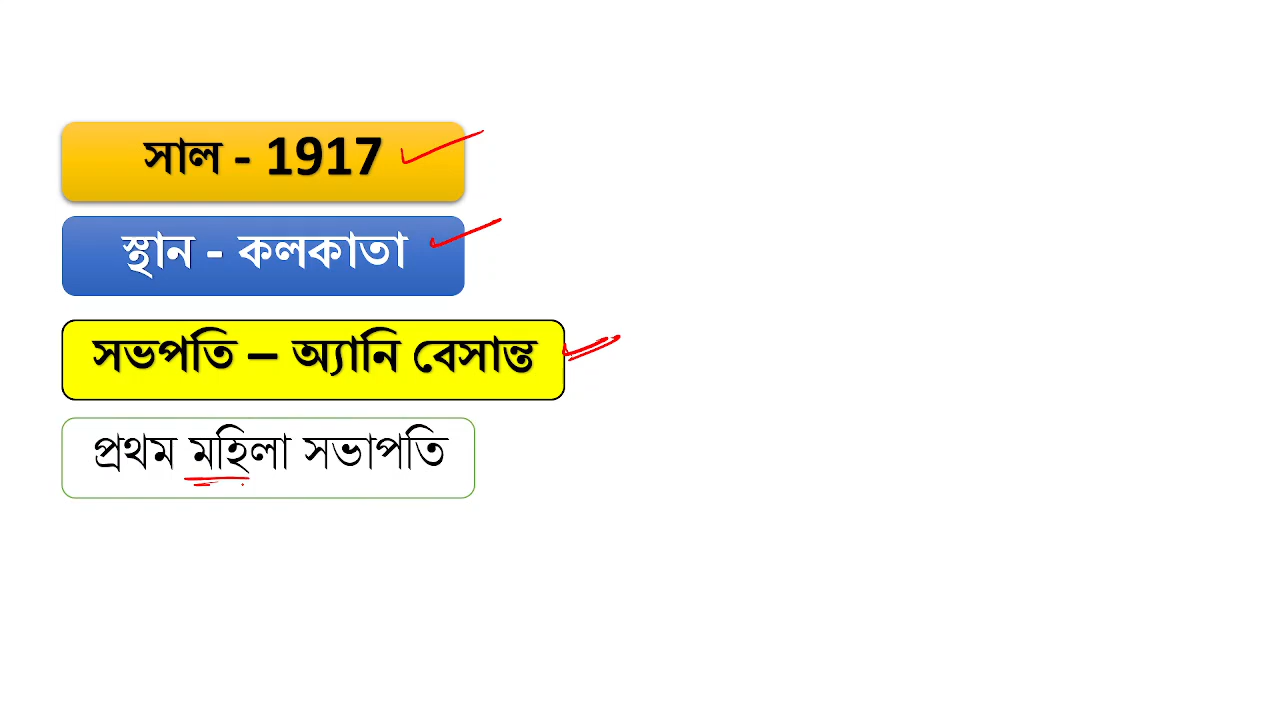 সাল - 1917
স্থান - কলকাতা
সভপতি – অ্যানি বেসান্ত
প্রথম মহিলা সভাপতি